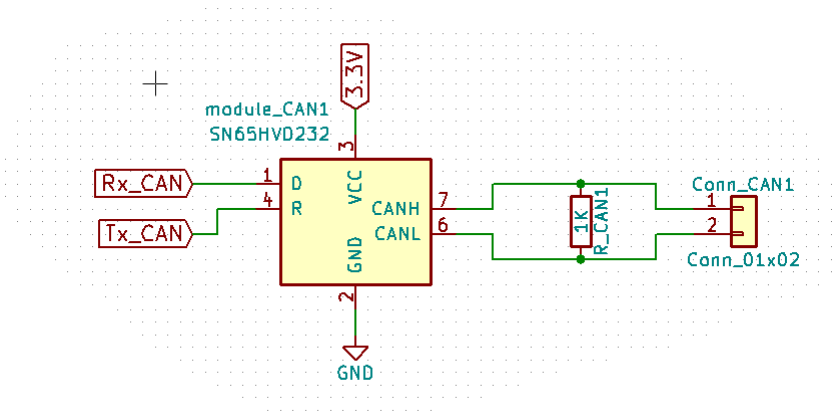 3.3V
module_CAN1
SN65HVD232
3
Rx_CAN
1
D
VCC
4
R
Tx_CAN
CANH
7
CANL
6
GND
2
GND
1K
R_CAN1
Conn_CAN1
1
2
Conn_01x02